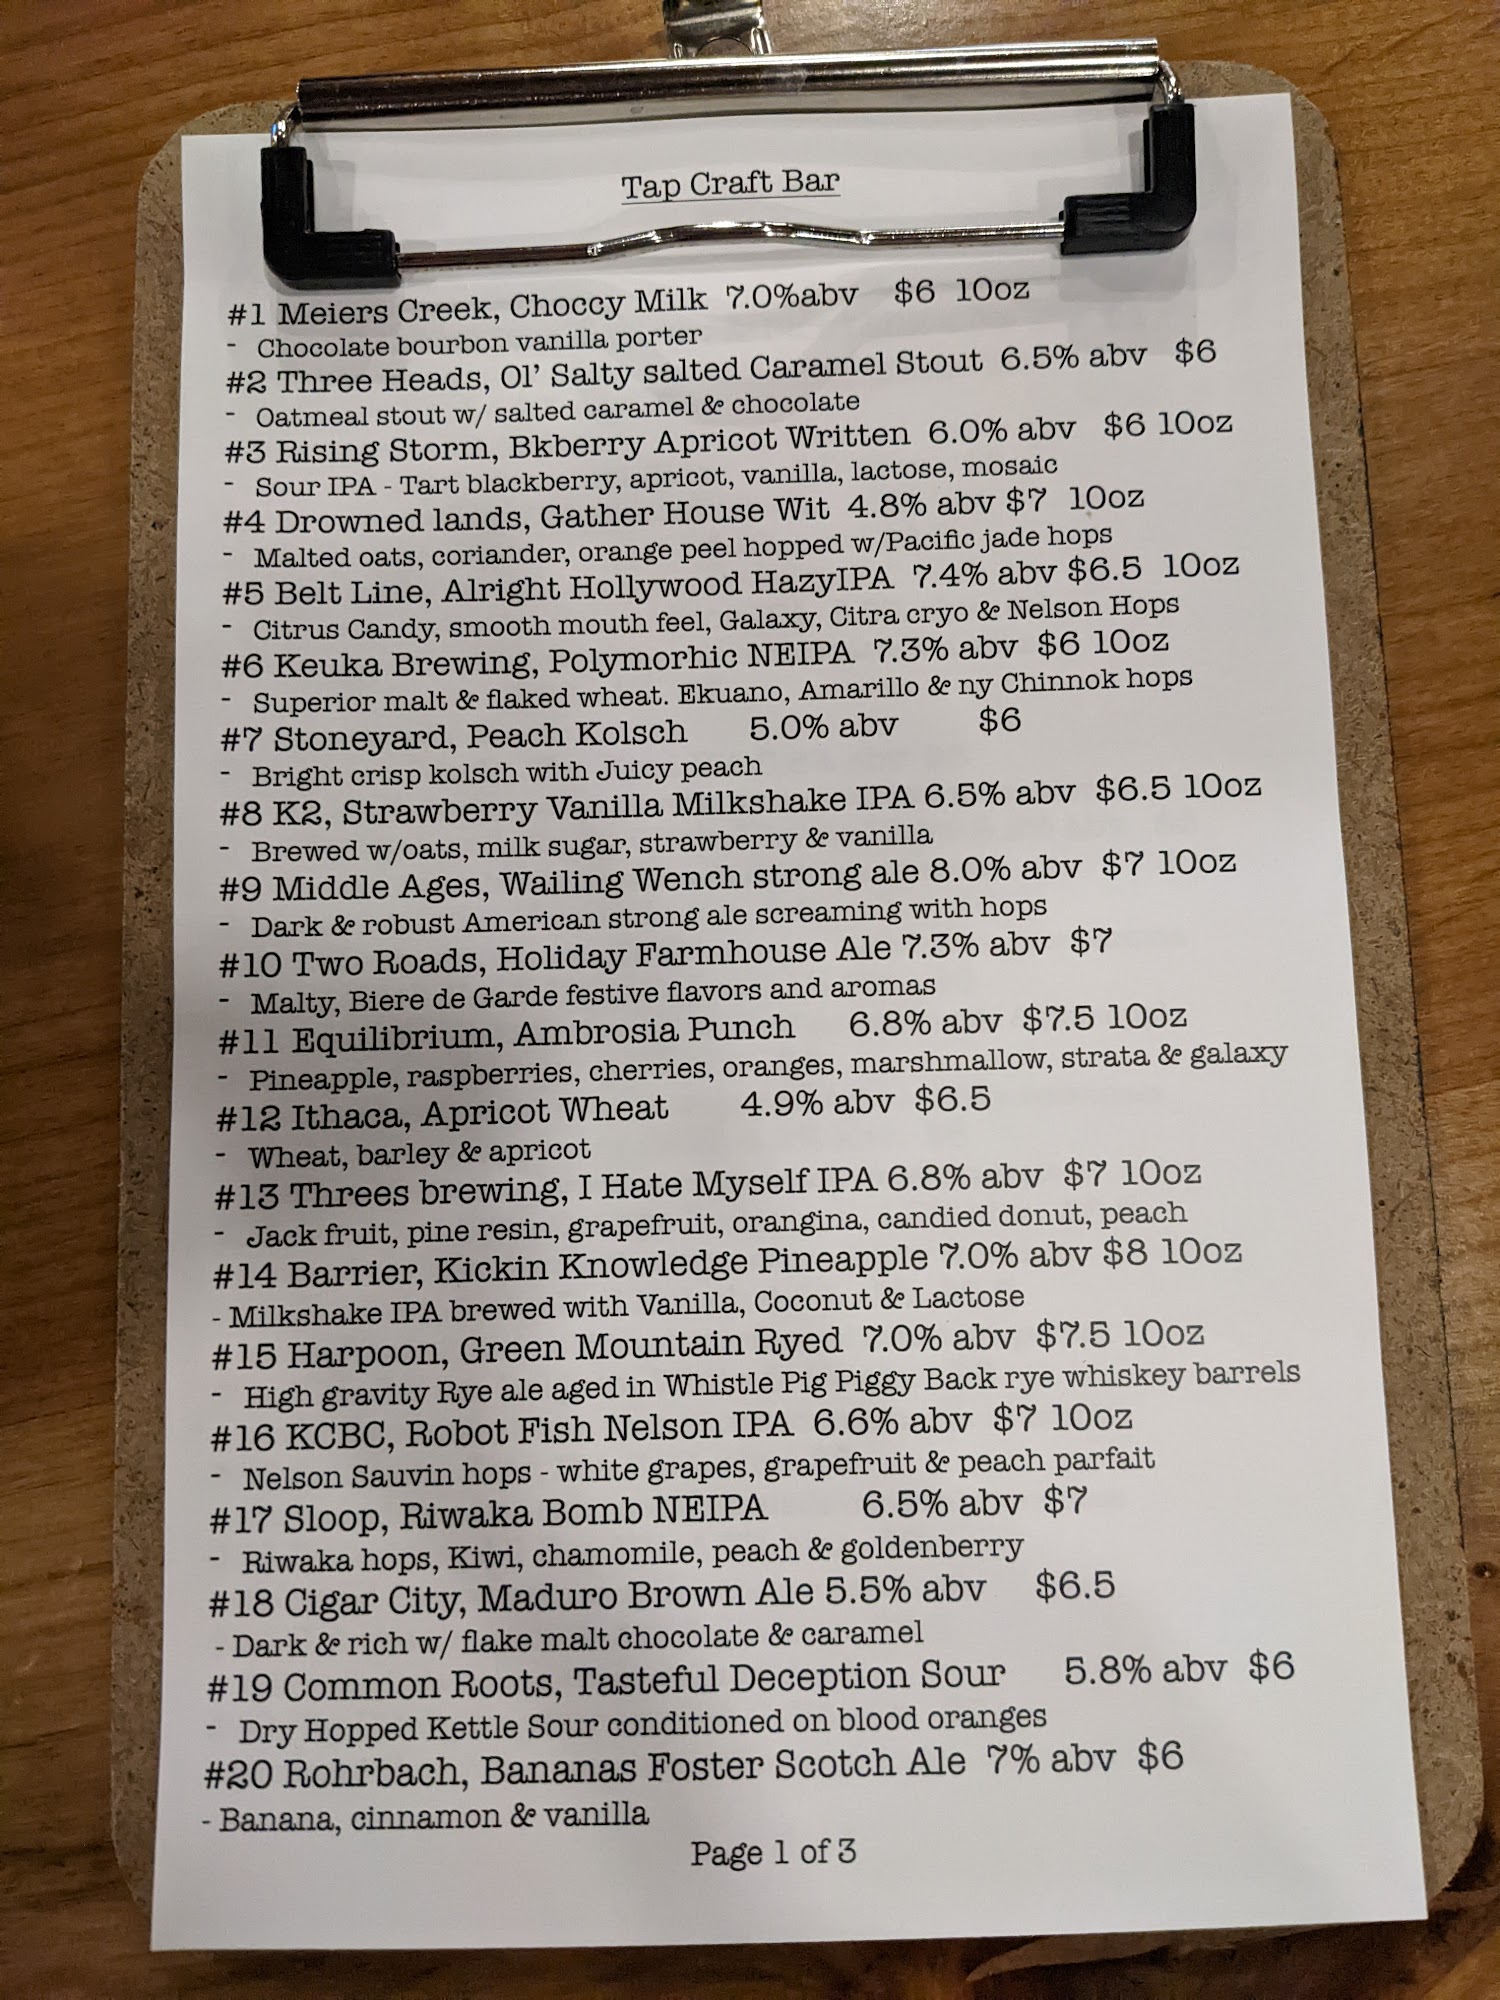 Tap Craft Bar
#1 Meiers Creek, Choccy Milk 7.0%abv $6 10oz
- Chocolate bourbon vanilla porter
#2 Three Heads, Ol' Salty salted Caramel Stout 6.5% abv $6
- Oatmeal stout w/ salted caramel & chocolate
#3 Rising Storm, Bkberry Apricot Written 6.0% abv $6 10oz
- Sour IPA - Tart blackberry, apricot, vanilla, lactose, mosaic
#4 Drowned lands, Gather House Wit 4.8% abv $7 10oz
- Malted oats, coriander, orange peel hopped w/Pacific jade hops
#5 Belt Line, Alright Hollywood HazyIPA 7.4% abv $6.5 10oz
- Citrus Candy, smooth mouth feel, Galaxy, Citra cryo & Nelson Hops
#6 Keuka Brewing, Polymorhic NEIPA 7.3% abv $6 10oz
- Superior malt & flaked wheat. Ekuano, Amarillo & ny Chinnok hops
#7 Stoneyard, Peach Kolsch 5.0% abv $6
- Bright crisp kolsch with Juicy peach
#8 K2, Strawberry Vanilla Milkshake IPA 6.5% abv $6.5 10oz
- Brewed w/oats, milk sugar, strawberry & vanilla
#9 Middle Ages, Wailing Wench strong ale 8.0% abv $7 10oz
- Dark & robust American strong ale screaming with hops
#10 Two Roads, Holiday Farmhouse Ale 7.3% abv $7
- Malty, Biere de Garde festive flavors and aromas
#11 Equilibrium, Ambrosia Punch 6.8% abv $7.5 10oz
- Pineapple, raspberries, cherries, oranges, marshmallow, strata & galaxy
#12 Ithaca, Apricot Wheat 4.9% abv $6.5
- Wheat, barley & apricot
#13 Threes brewing, I Hate Myself IPA 6.8% abv $7 10oz
- Jack fruit, pine resin, grapefruit, orangina, candied donut, peach
#14 Barrier, Kickin Knowledge Pineapple 7.0% abv $8 10oz
- Milkshake IPA brewed with Vanilla, Coconut & Lactose
#15 Harpoon, Green Mountain Ryed 7.0% abv $7.5 10oz
- High gravity Rye ale aged in Whistle Pig Piggy Back rye whiskey barrels
#16 KCBC, Robot Fish Nelson IPA 6.6% abv $7 10oz
- Nelson Sauvin hops - white grapes, grapefruit & peach parfait
#17 Sloop, Riwaka Bomb NEIPA 6.5% abv $7
- Riwaka hops, Kiwi, chamomile, peach & goldenberry
#18 Cigar City, Maduro Brown Ale 5.5% abv $6.5
- Dark & rich w/ flake malt chocolate & caramel
#19 Common Roots, Tasteful Deception Sour 5.8% abv $6
- Dry Hopped Kettle Sour conditioned on blood oranges
#20 Rohrbach, Bananas Foster Scotch Ale 7% abv $6
- Banana, cinnamon & vanilla
Page 1 of 3